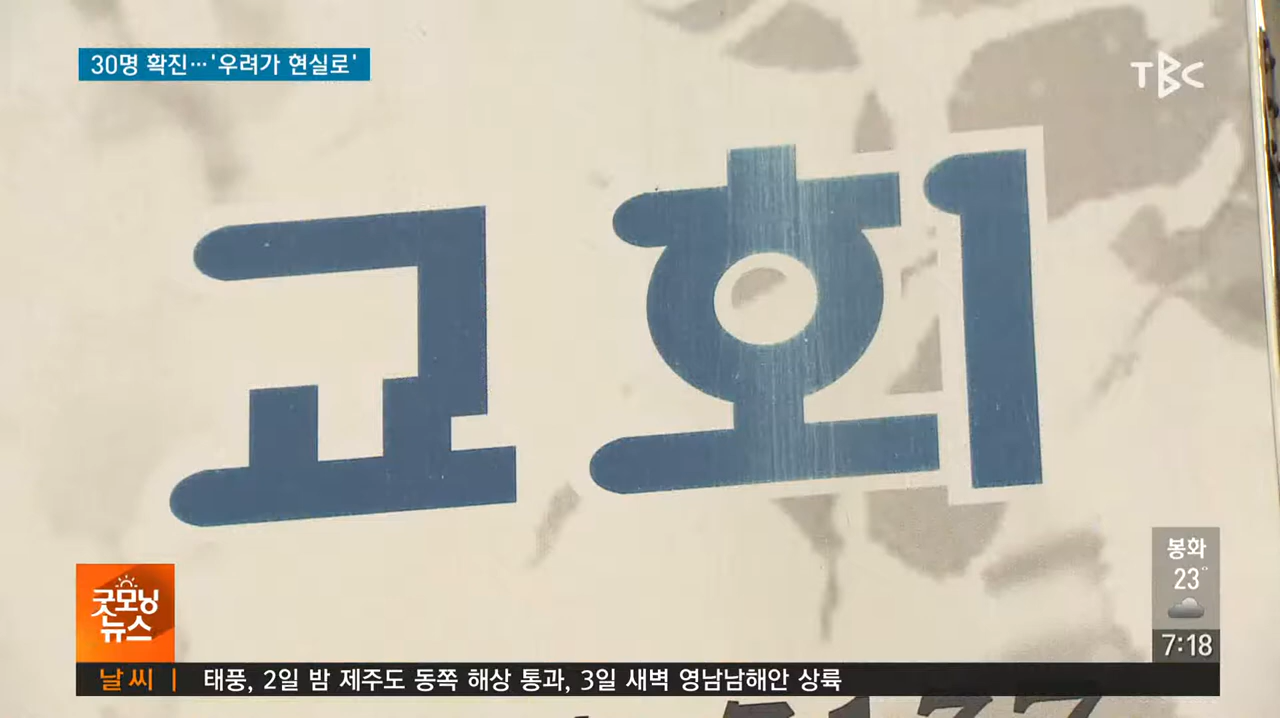 30명 확진…'우려가 현실로'
TBC
교회
봉화
23°
7:18
굿모닝
뉴스
날씨 | 태풍, 2일 밤 제주도 동쪽 해상 통과, 3일 새벽 영남남해안 상륙